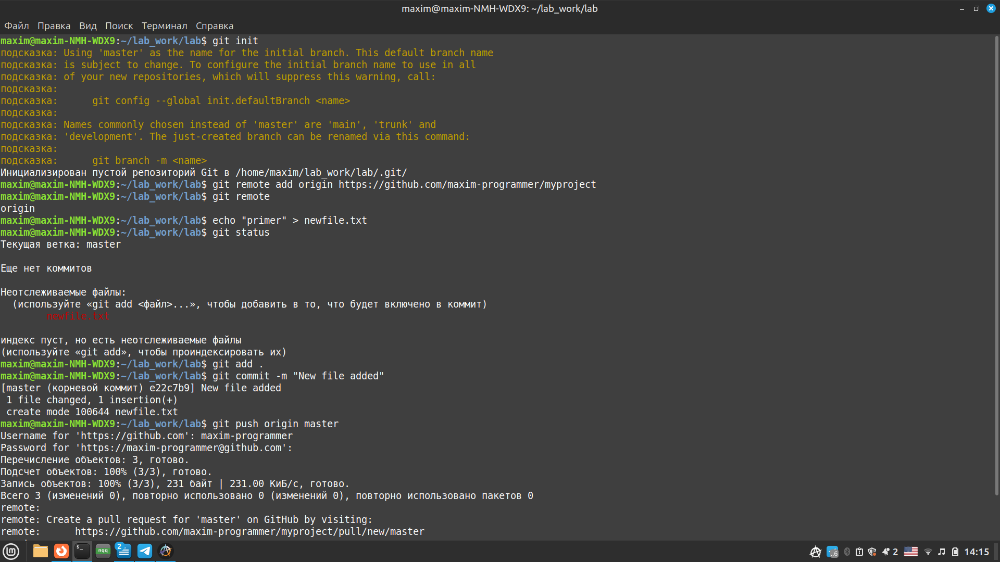 maxim@maxim-NMH-WDX9: ~/lab_work/lab
Файл Правка Вид Поиск Терминал Справка
maxim@maxim-NMH-WDX9:~/lab_work/lab$ git init
подсказка: Using 'master' as the name for the initial branch. This default branch name
подсказка: is subject to change. To configure the initial branch name to use in all
подсказка: of your new repositories, which will suppress this warning, call:
подсказка:
подсказка:      git config --global init.defaultBranch <name>
подсказка:
подсказка: Names commonly chosen instead of 'master' are 'main', 'trunk' and
подсказка: 'development'. The just-created branch can be renamed via this command:
подсказка:
подсказка:      git branch -m <name>
Инициализирован пустой репозиторий Git в /home/maxim/lab_work/lab/.git/
maxim@maxim-NMH-WDX9:~/lab_work/lab$ git remote add origin https://github.com/maxim-programmer/myproject
maxim@maxim-NMH-WDX9:~/lab_work/lab$ git remote
origin
maxim@maxim-NMH-WDX9:~/lab_work/lab$ echo "primer" > newfile.txt
maxim@maxim-NMH-WDX9:~/lab_work/lab$ git status
Текущая ветка: master
Еще нет коммитов
Неотслеживаемые файлы:
  (используйте «git add <файл>...», чтобы добавить в то, что будет включено в коммит)
        newfile.txt
индекс пуст, но есть неотслеживаемые файлы
(используйте «git add», чтобы проиндексировать их)
maxim@maxim-NMH-WDX9:~/lab_work/lab$ git add .
maxim@maxim-NMH-WDX9:~/lab_work/lab$ git commit -m "New file added"
[master (корневой коммит) e22c7b9] New file added
 1 file changed, 1 insertion(+)
 create mode 100644 newfile.txt
maxim@maxim-NMH-WDX9:~/lab_work/lab$ git push origin master
Username for 'https://github.com': maxim-programmer
Password for 'https://maxim-programmer@github.com':
Перечисление объектов: 3, готово.
Подсчет объектов: 100% (3/3), готово.
Запись объектов: 100% (3/3), 231 байт | 231.00 КиБ/с, готово.
Всего 3 (изменений 0), повторно использовано 0 (изменений 0), повторно использовано пакетов 0
remote:
remote: Create a pull request for 'master' on GitHub by visiting:
remote:      https://github.com/maxim-programmer/myproject/pull/new/master
nqq 2 2 14:15